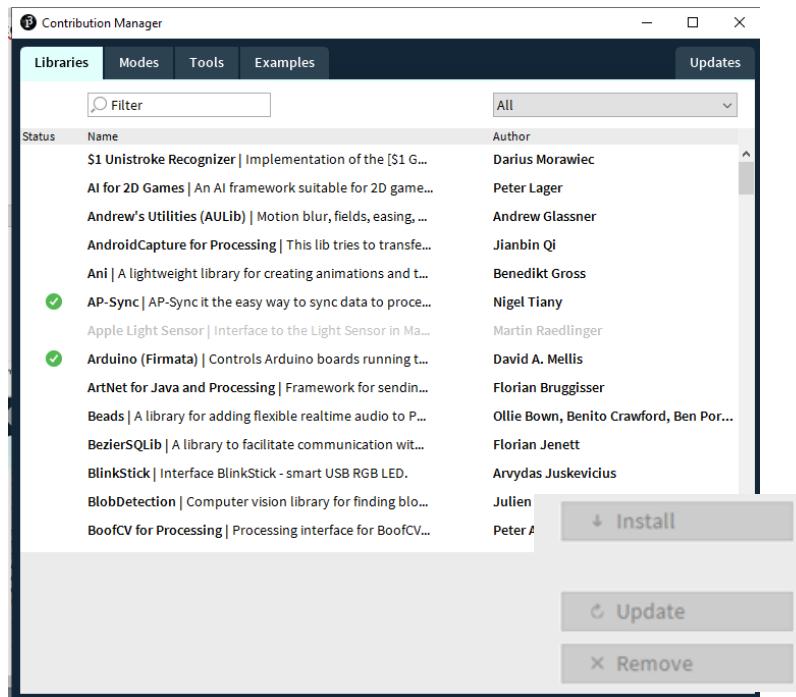 Contribution Manager
Libraries Modes Tools Examples Updates
Filter All
Status Name Author
$1 Unistroke Recognizer | Implementation of the [$1 G... Darius Morawiec
AI for 2D Games | An AI framework suitable for 2D game... Peter Lager
Andrew's Utilities (AULib) | Motion blur, fields, easing, ... Andrew Glassner
AndroidCapture for Processing | This lib tries to transfe... Jianbin Qi
Ani | A lightweight library for creating animations and t... Benedikt Gross
AP-Sync | AP-Sync it the easy way to sync data to proce... Nigel Tiany
Apple Light Sensor | Interface to the Light Sensor in Ma... Martin Raedlinger
Arduino (Firmata) | Controls Arduino boards running t... David A. Mellis
ArtNet for Java and Processing | Framework for sendin... Florian Bruggisser
Beads | A library for adding flexible realtime audio to P... Ollie Bown, Benito Crawford, Ben Por...
BezierSQLib | A library to facilitate communication wit... Florian Jenett
BlinkStick | Interface BlinkStick - smart USB RGB LED. Arvydas Juskevicius
BlobDetection | Computer vision library for finding blo... Julien
BoofCV for Processing | Processing interface for BoofCV... Peter A
Install
Update
Remove